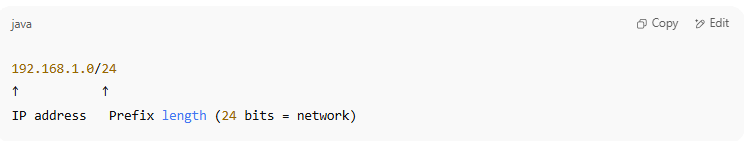 java Copy Edit
192.168.1.0/24
↑ ↑
IP address Prefix length (24 bits = network)